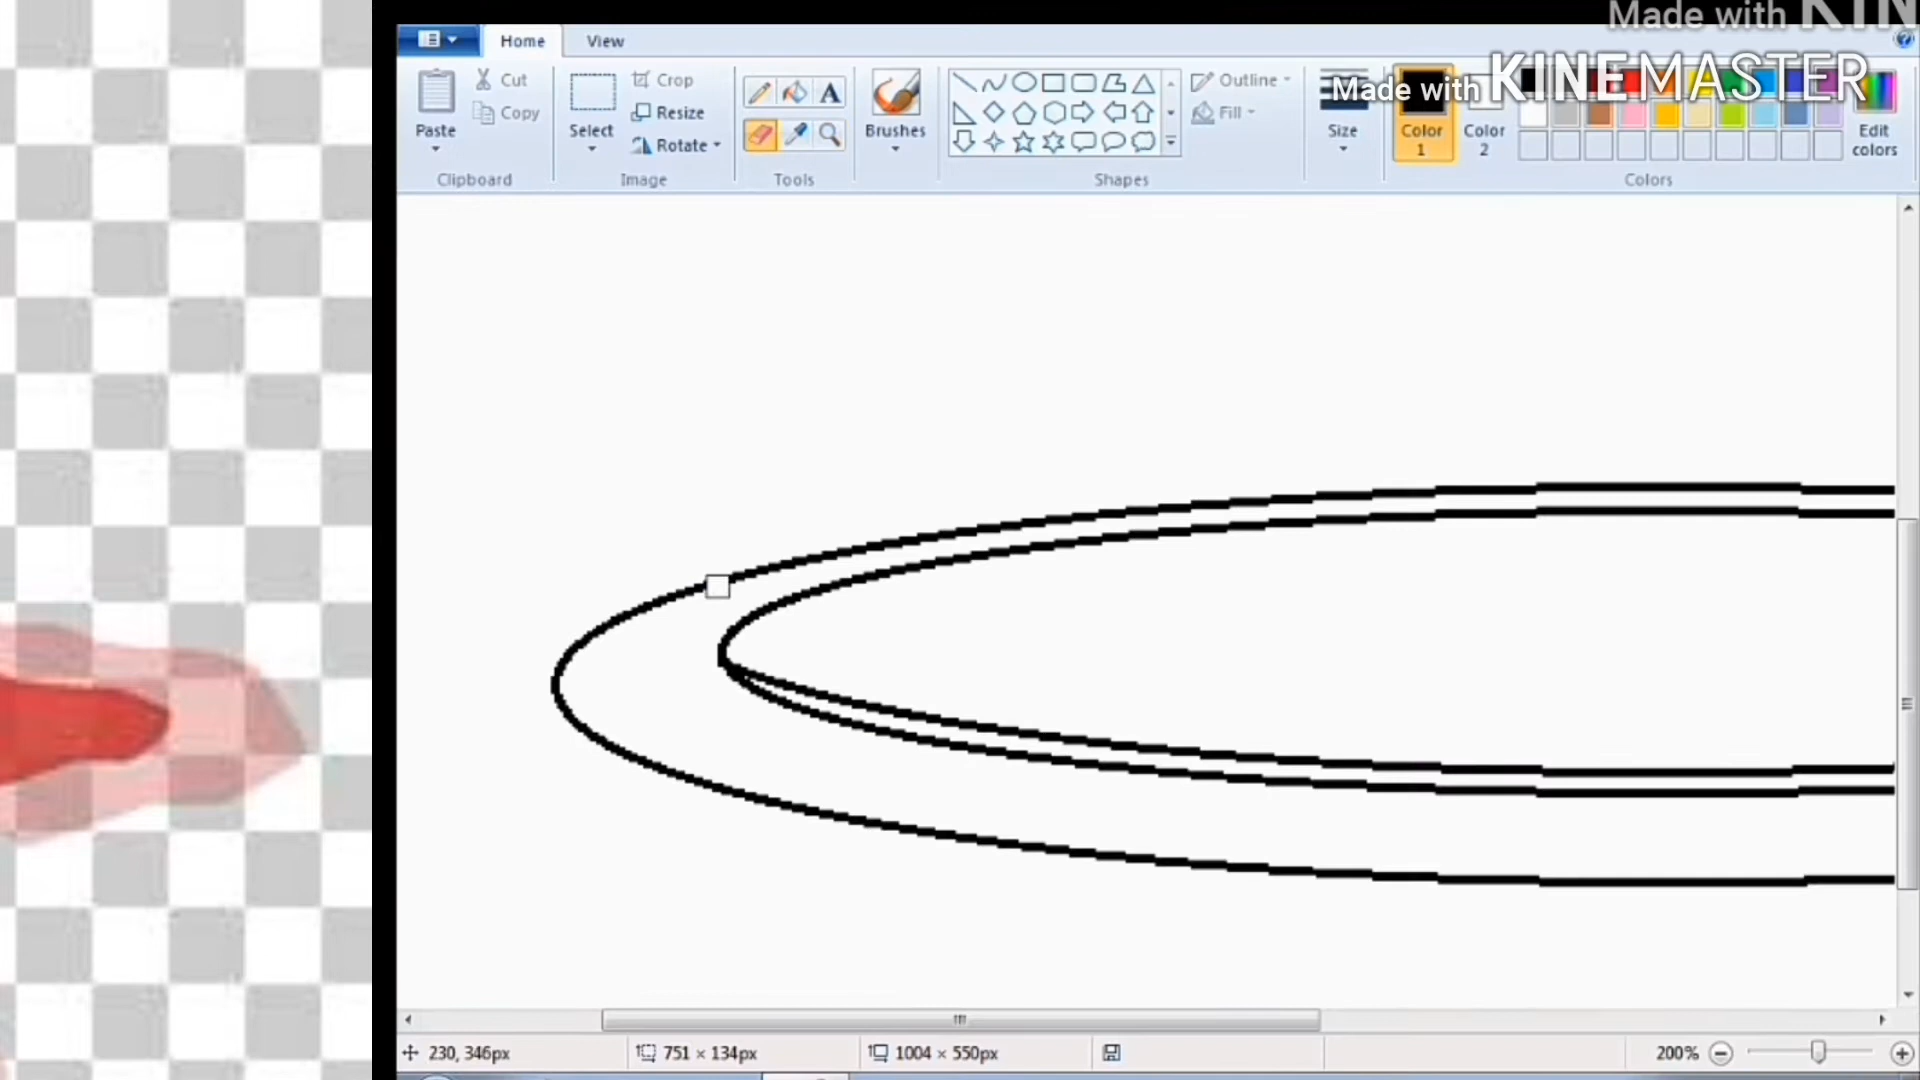 Made with KIN
Home View
Made with KINEMASTER
Cut
Copy
Paste
Clipboard
Select
Crop
Resize
Rotate
Image
A
Tools
Brushes
Shapes
Outline
Fill
Size
Color
1
Color
2
Edit
colors
Colors
230, 346px
751 × 134px
1004 × 550px
200%